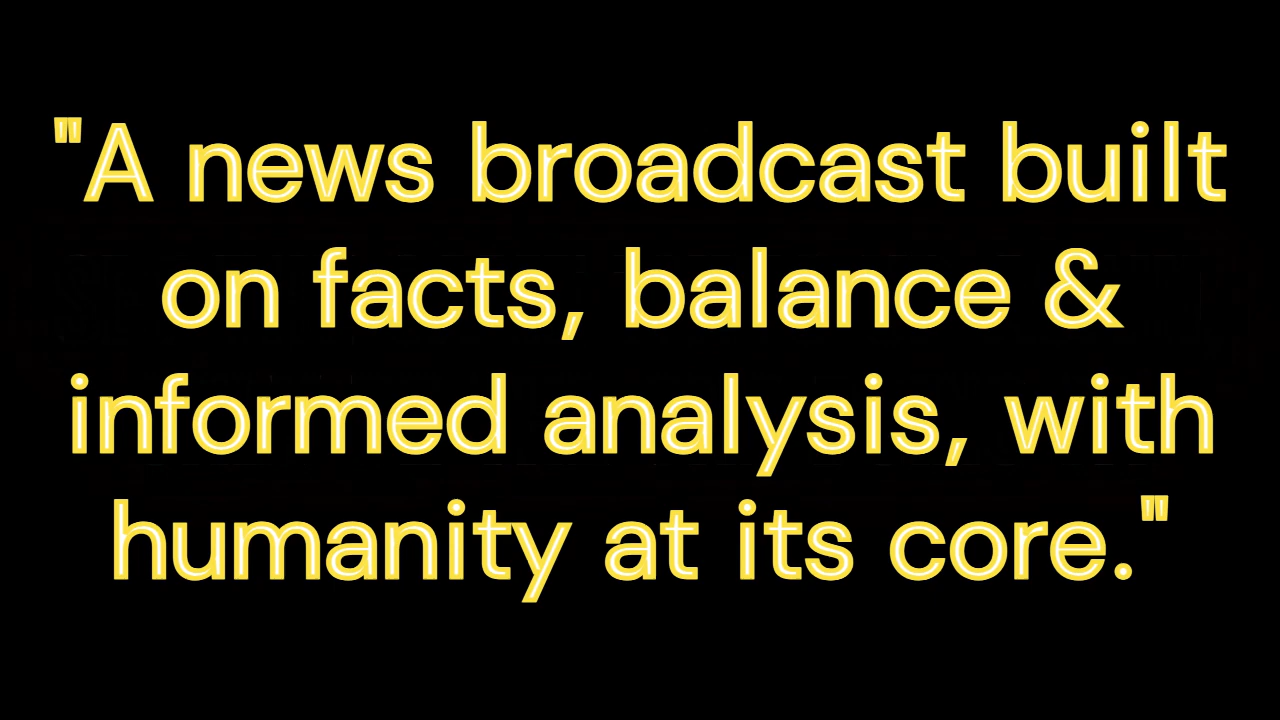 "A news broadcast built
on facts, balance &
informed analysis, with
humanity at its core."